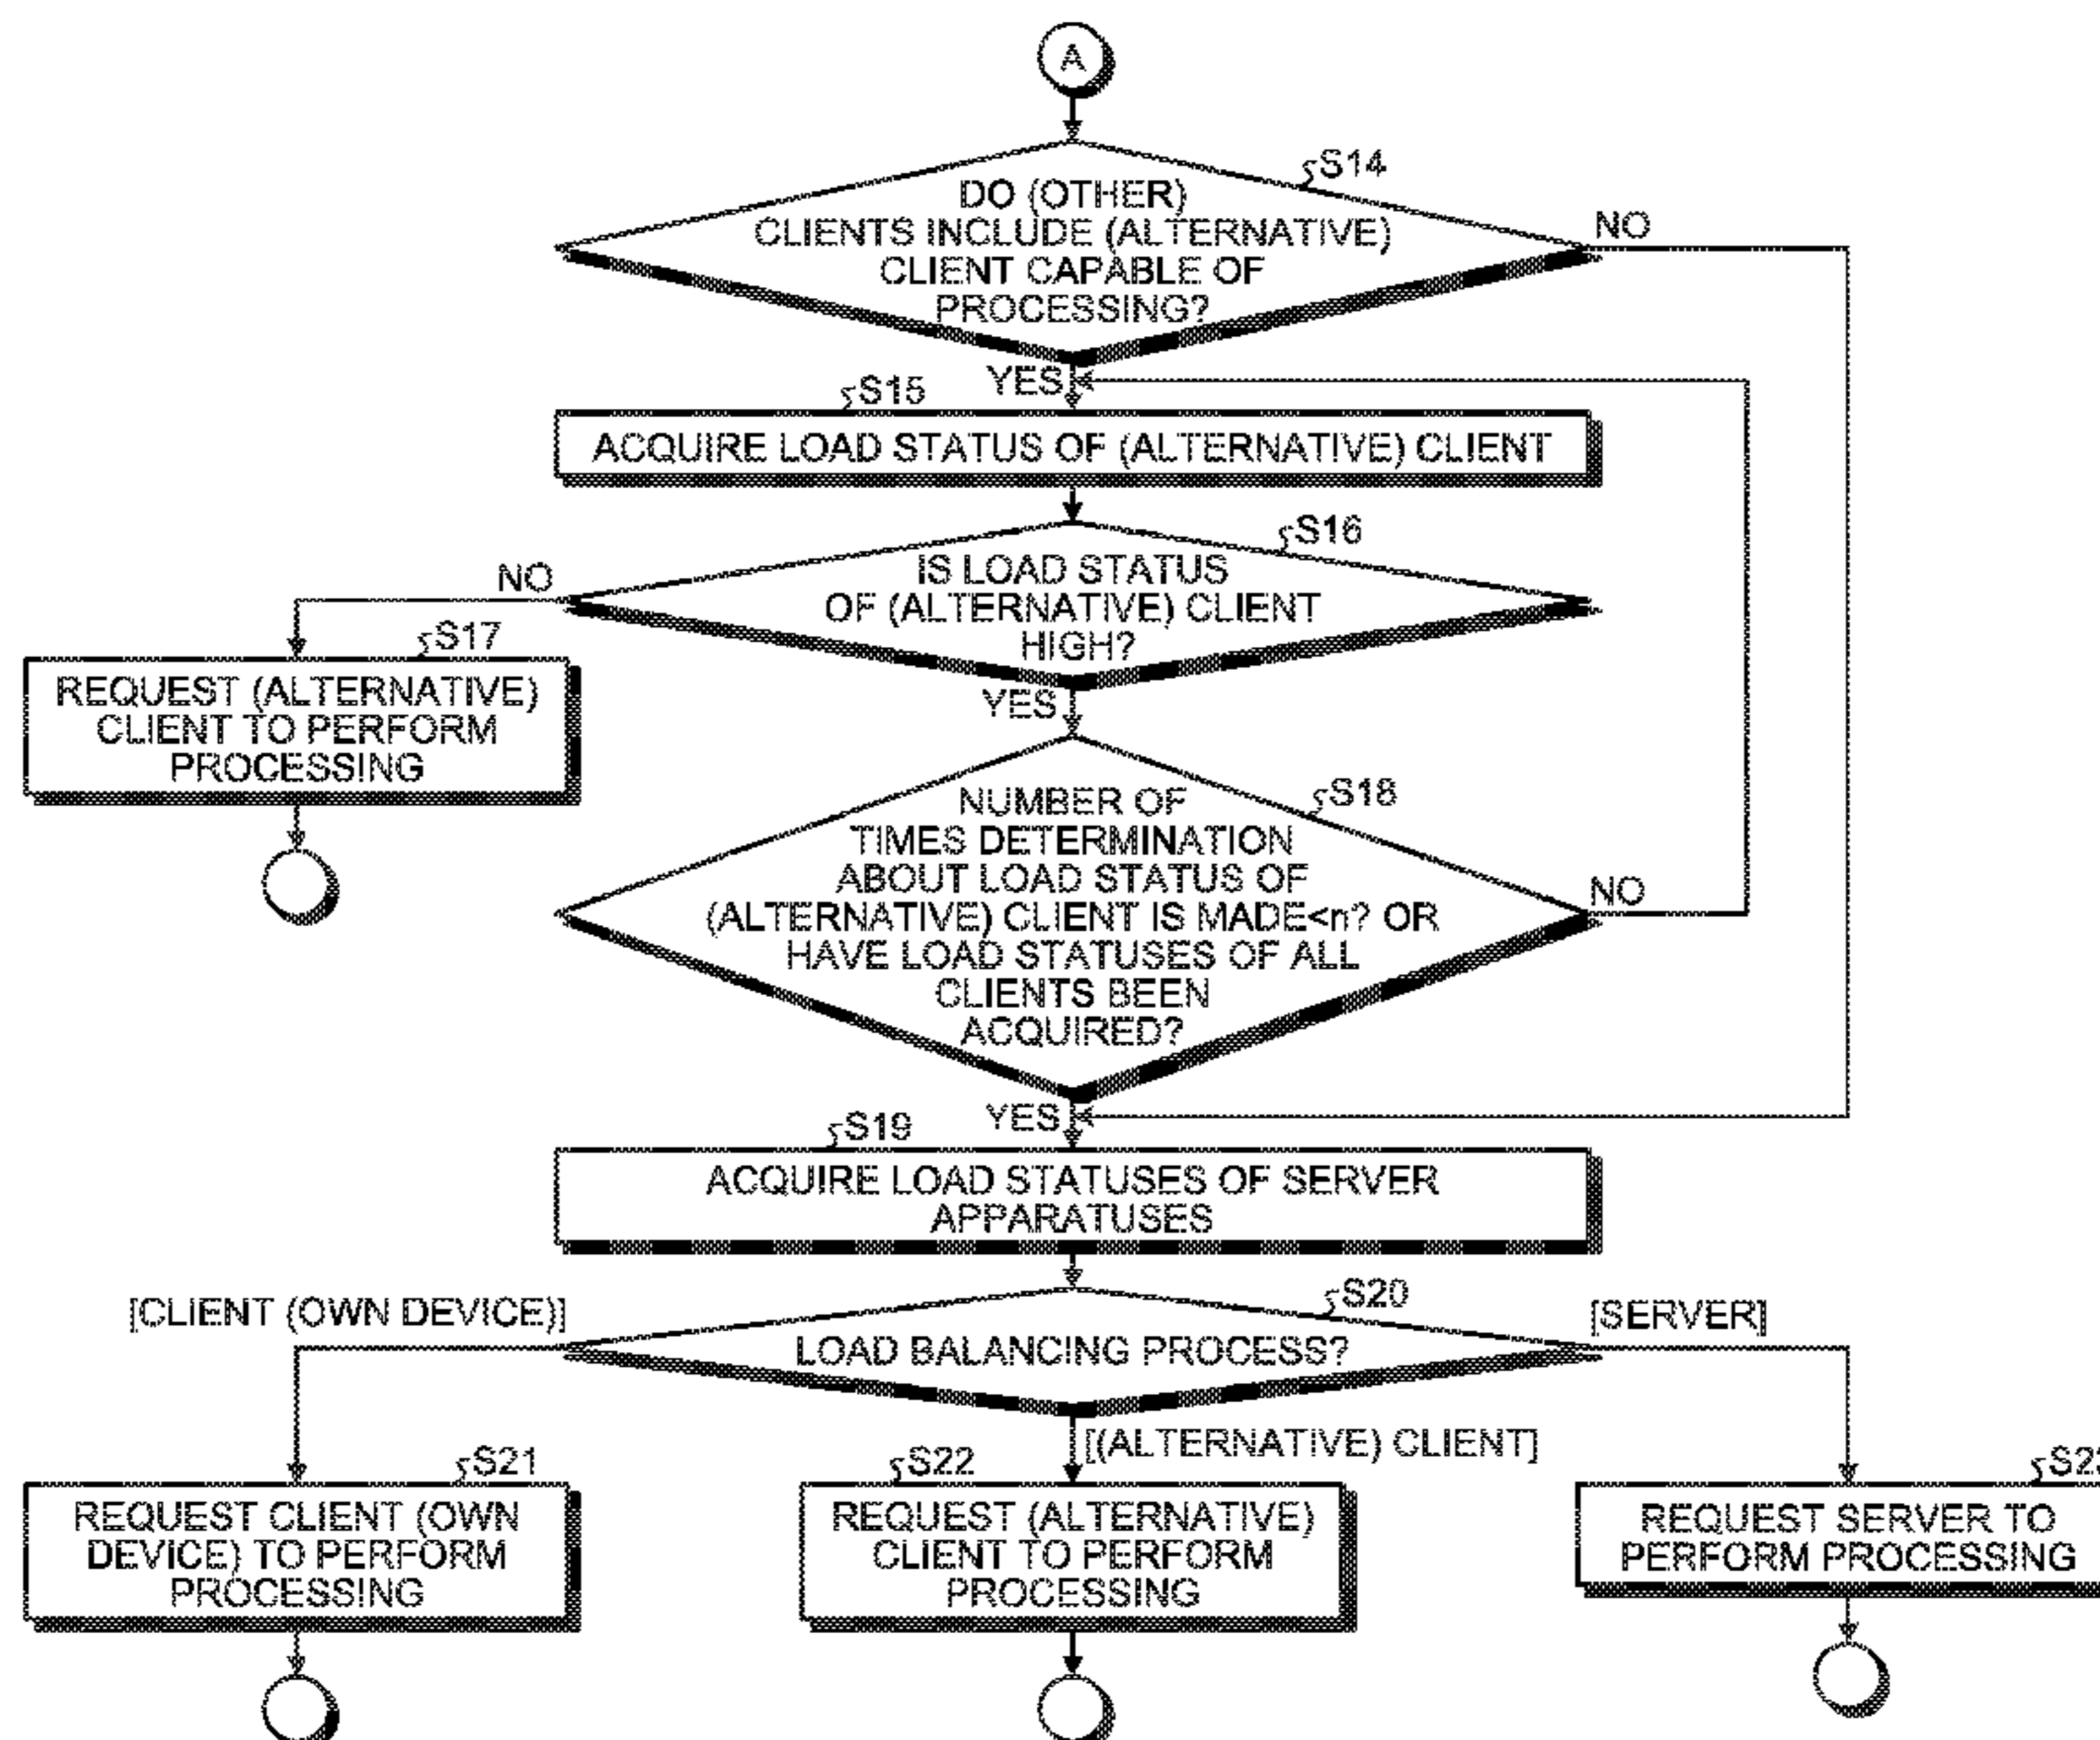 A
S14
DO (OTHER)
CLIENTS INCLUDE (ALTERNATIVE)
CLIENT CAPABLE OF
PROCESSING?
NO
YES
S15
ACQUIRE LOAD STATUS OF (ALTERNATIVE) CLIENT
S16
IS LOAD STATUS
OF (ALTERNATIVE) CLIENT
HIGH?
NO
S17
REQUEST (ALTERNATIVE)
CLIENT TO PERFORM
PROCESSING
YES
S18
NUMBER OF
TIMES DETERMINATION
ABOUT LOAD STATUS OF
(ALTERNATIVE) CLIENT IS MADE<n? OR
HAVE LOAD STATUSES OF ALL
CLIENTS BEEN
ACQUIRED?
NO
YES
S19
ACQUIRE LOAD STATUSES OF SERVER
APPARATUSES
S20
LOAD BALANCING PROCESS?
[CLIENT (OWN DEVICE)]
[SERVER]
[(ALTERNATIVE) CLIENT]
S21
REQUEST CLIENT (OWN
DEVICE) TO PERFORM
PROCESSING
S22
REQUEST (ALTERNATIVE)
CLIENT TO PERFORM
PROCESSING
REQUEST SERVER TO
PERFORM PROCESSING